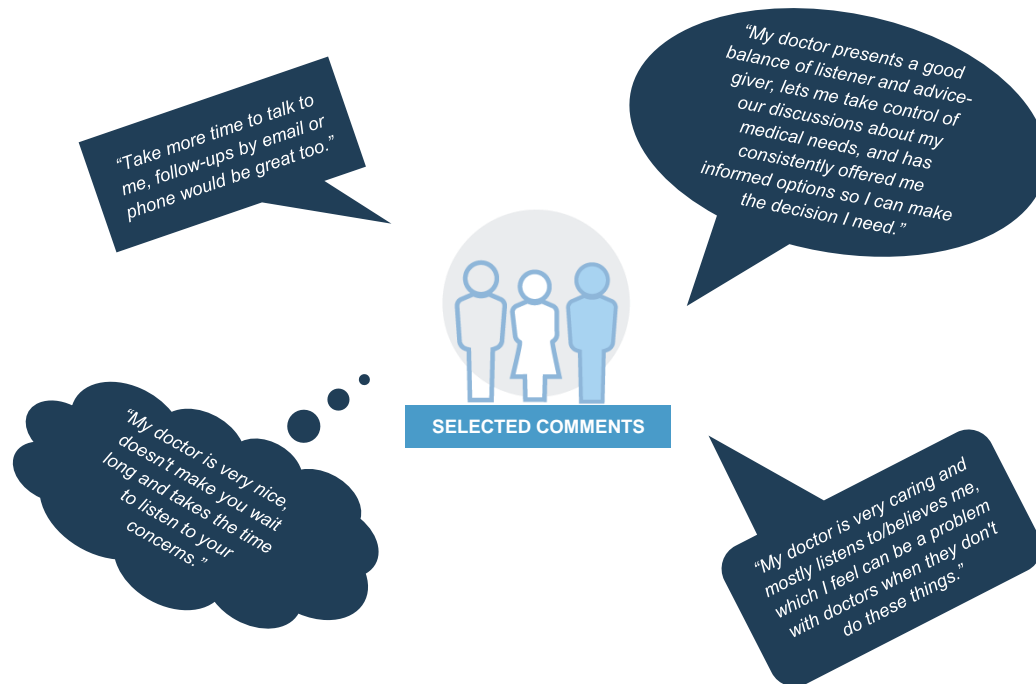 “Take more time to talk to
me, follow-ups by email or
phone would be great too.”
“My doctor presents a good
balance of listener and advice-
giver, lets me take control of
our discussions about my
medical needs, and has
consistently offered me
informed options so I can make
the decision I need.”
SELECTED COMMENTS
“My doctor is very nice,
doesn't make you wait
long and takes the time
to listen to your
concerns.”
“My doctor is very caring and
mostly listens to/believes me,
which I feel can be a problem
with doctors when they don't
do these things.”